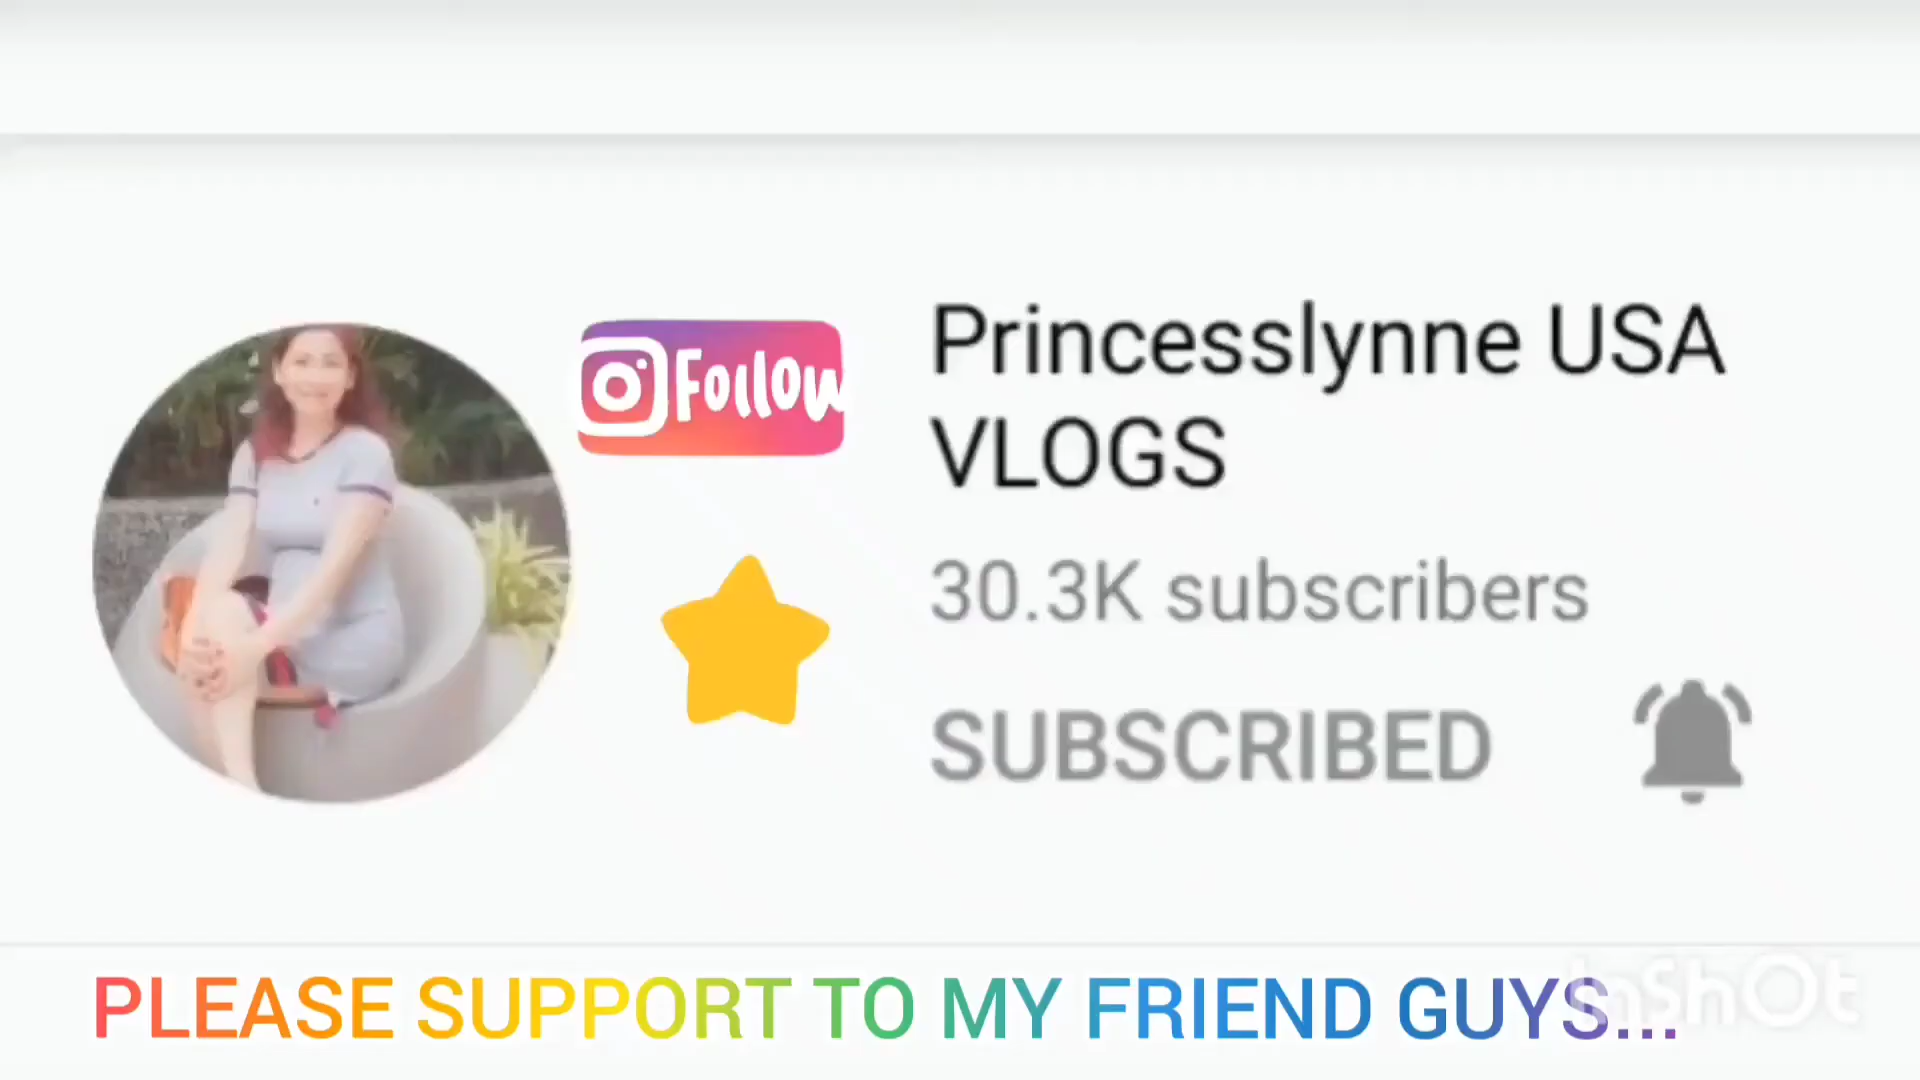 Follow
Princesslynne USA
VLOGS
30.3K subscribers
SUBSCRIBED
PLEASE SUPPORT TO MY FRIEND GUYS...
InShOt